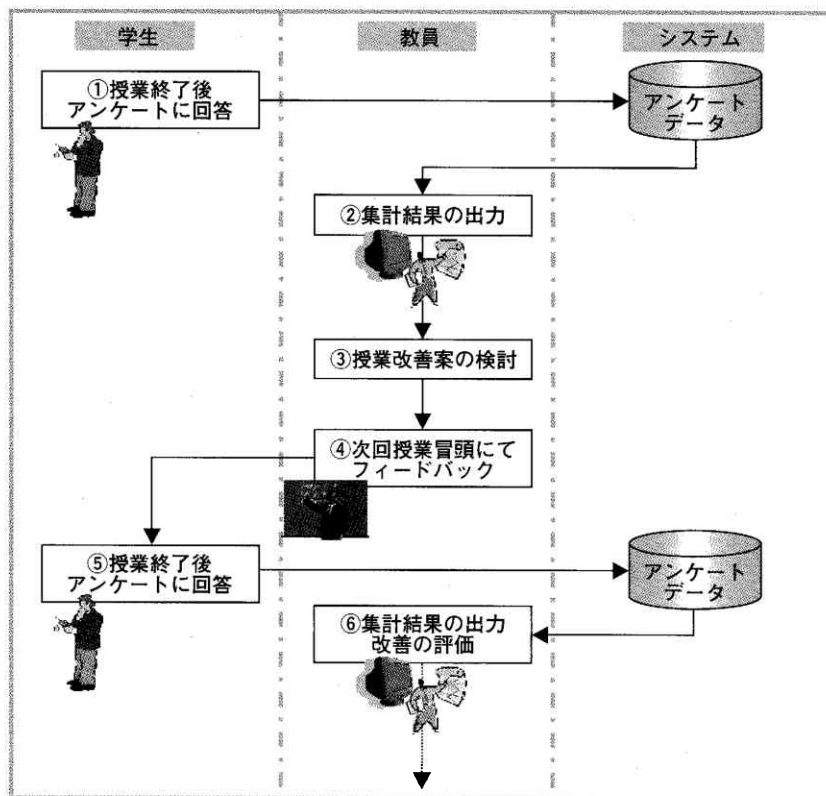 学生
教員
システム
①授業終了後
アンケートに回答
アンケート
データ
②集計結果の出力
③授業改善案の検討
④次回授業冒頭にて
フィードバック
⑤授業終了後
アンケートに回答
アンケート
データ
⑥集計結果の出力
改善の評価